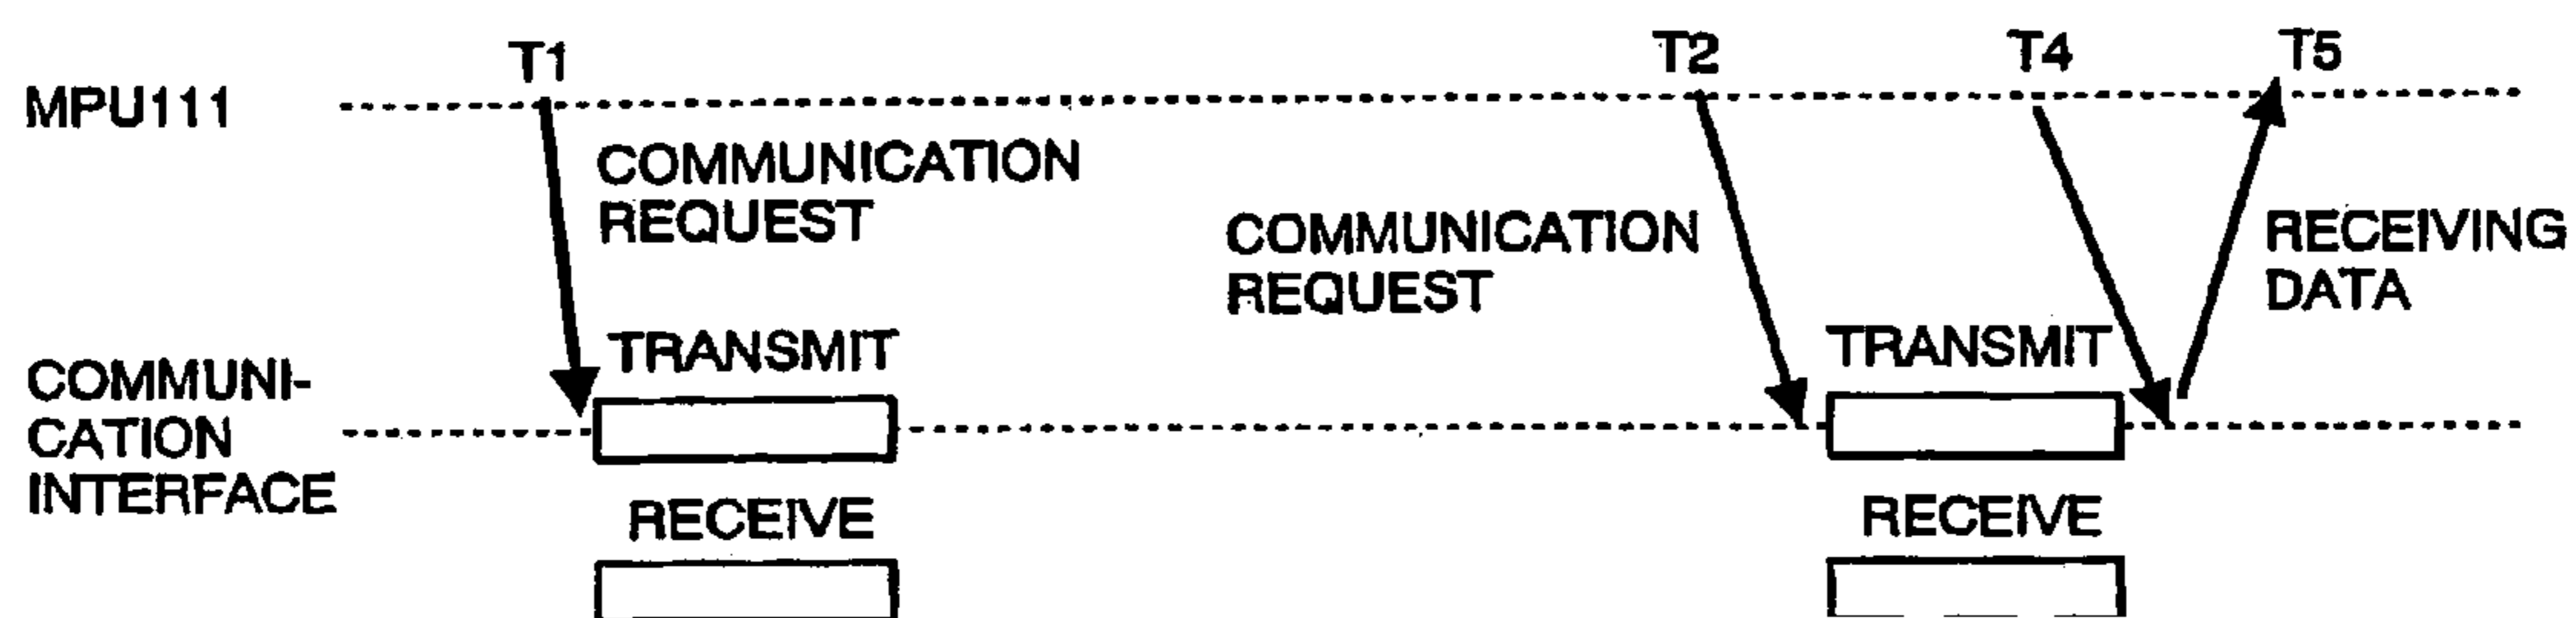 T1
T2
T4
T5
MPU111
COMMUNICATION
REQUEST
COMMUNICATION
REQUEST
RECEIVING
DATA
TRANSMIT
TRANSMIT
COMMUNI-
CATION
INTERFACE
RECEIVE
RECEIVE